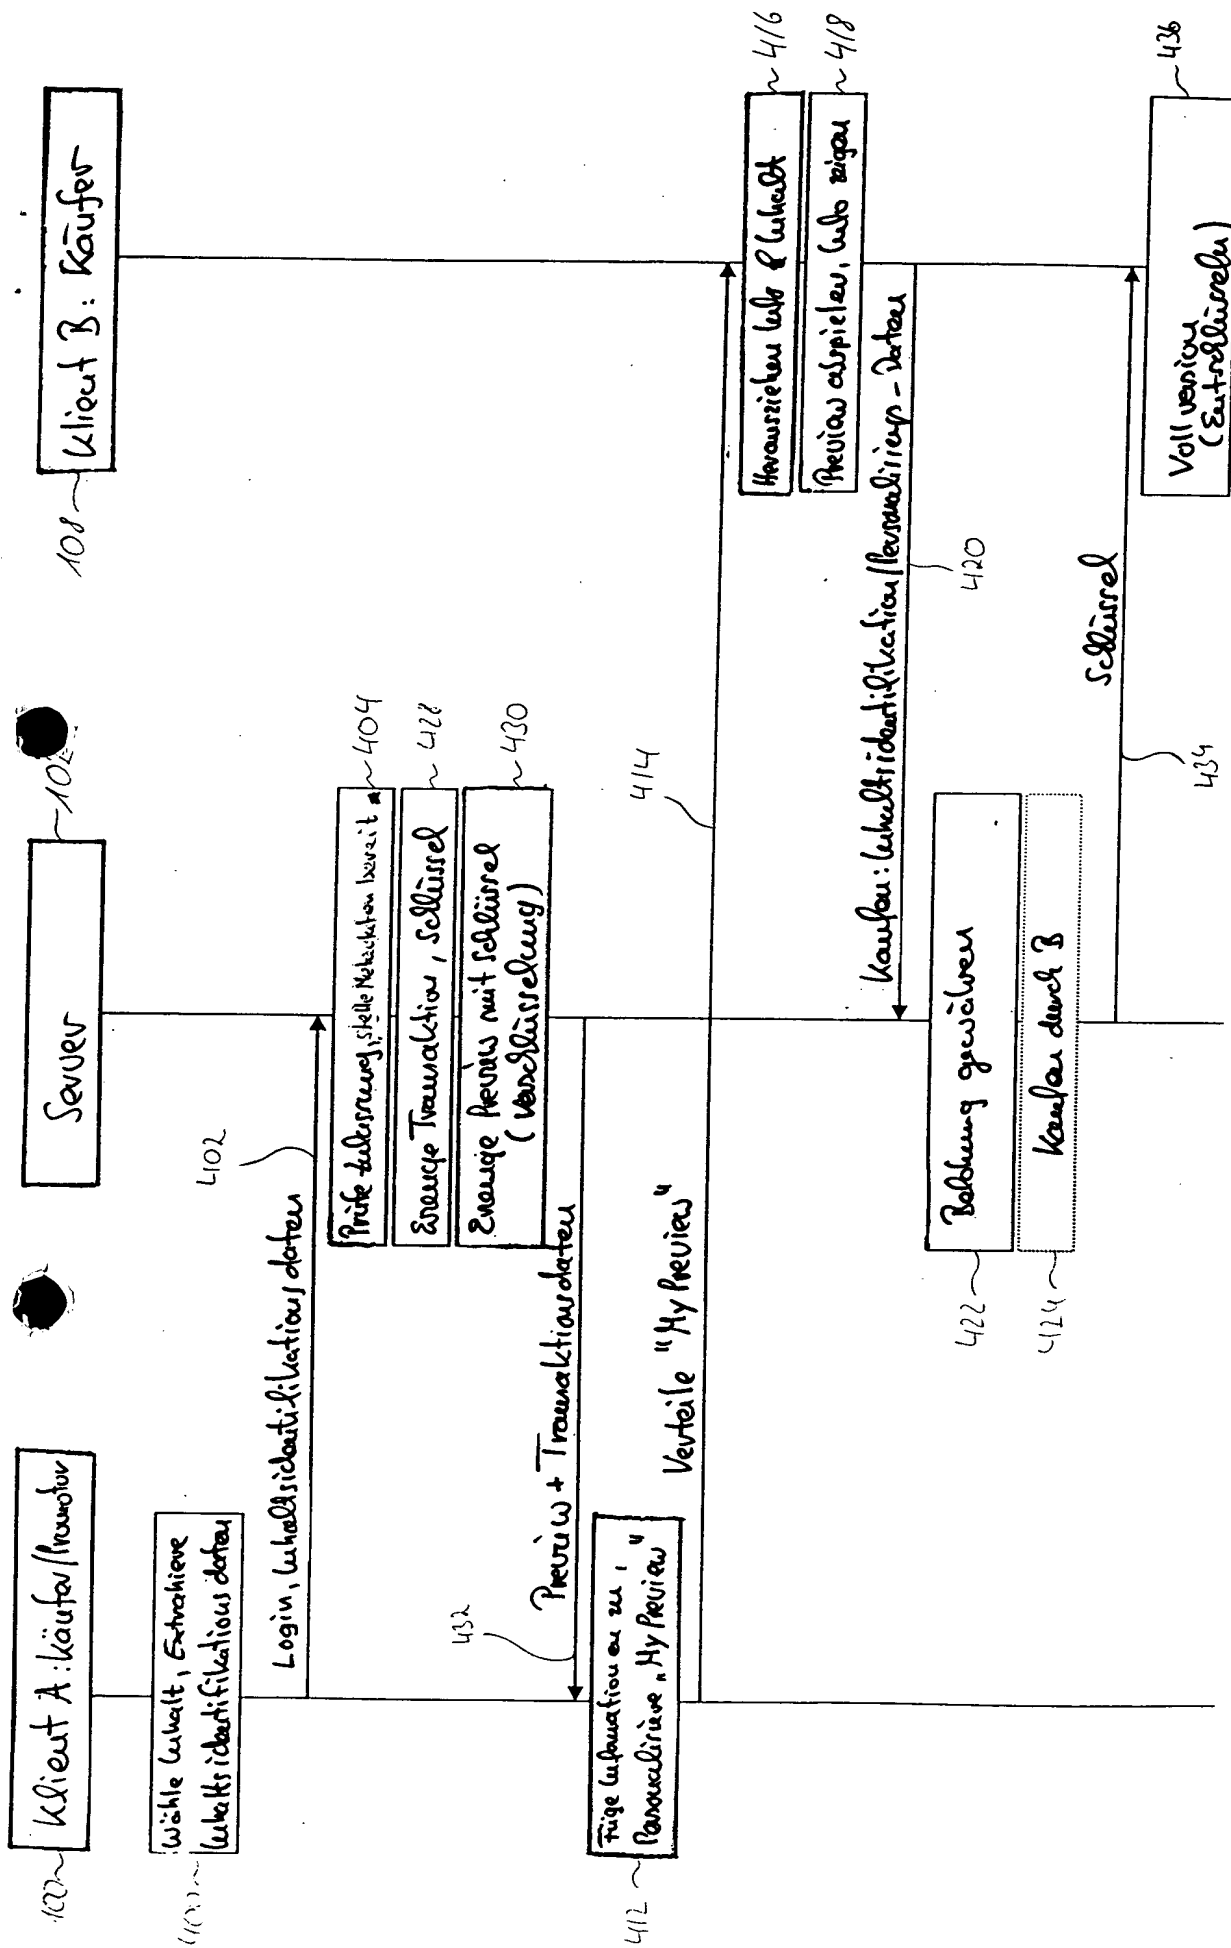 100
Klient A: Käufer/Promotor
102
Server
108
Klient B: Käufer
400
Wähle Inhalt, Extrahiere
Inhaltsidentifikationsdaten
Login, Inhaltsidentifikationsdaten
402
Prüfe Zulassung, stelle Metadaten bereit
404
Erzeuge Transaktion, Schlüssel
428
Erzeuge Preview mit Schlüssel
(Verschlüsselung)
430
Preview + Transaktionsdaten
432
Füge Information zu,
Personalisiere "My Preview"
412
Verteile "My Preview"
414
Herausziehen Info & Inhalt
416
Preview abspielen, Info zeigen
418
Kaufen: Inhaltsidentifikation/Personalisierungs-Daten
420
Belohnung gewähren
422
Kaufen durch B
424
Schlüssel
434
Vollversion
(Entschlüsseln)
436